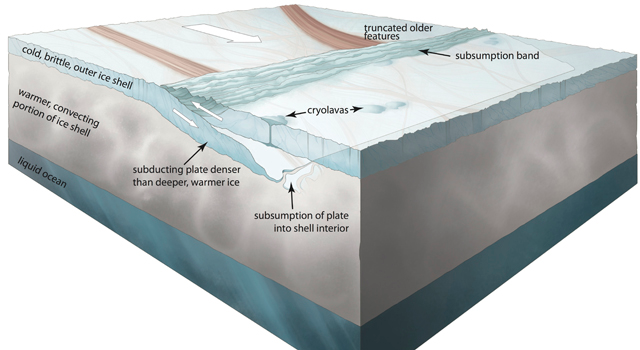 truncated older
features
subsumption band
cold, brittle, outer ice shell
cryolavas
warmer, convecting
portion of ice shell
subducting plate denser
than deeper, warmer ice
liquid ocean
subsumption of plate
into shell interior